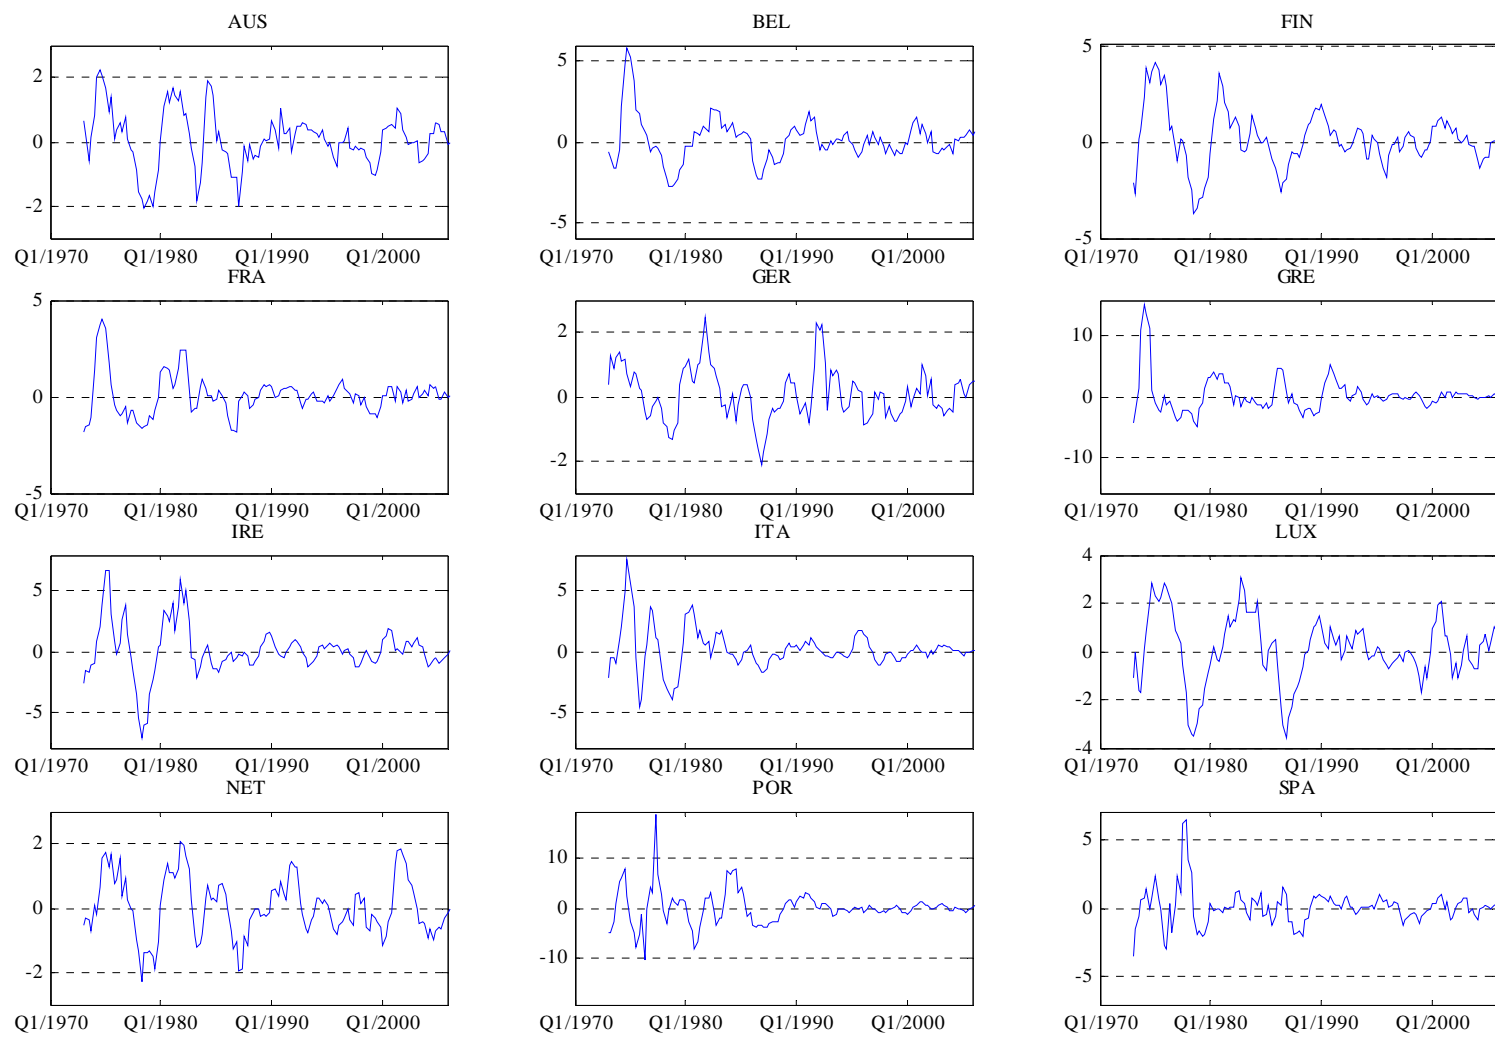 AUS BEL FIN
2 5 5
0 0 0
-2 -5 -5
Q1/1970 Q1/1980 Q1/1990 Q1/2000 Q1/1970 Q1/1980 Q1/1990 Q1/2000 Q1/1970 Q1/1980 Q1/1990 Q1/2000
FRA GER GRE
5 2 10
0 0 0
-5 -2 -10
Q1/1970 Q1/1980 Q1/1990 Q1/2000 Q1/1970 Q1/1980 Q1/1990 Q1/2000 Q1/1970 Q1/1980 Q1/1990 Q1/2000
IRE ITA LUX
4
5 5 2
0 0 0
-5 -5 -2
-4
Q1/1970 Q1/1980 Q1/1990 Q1/2000 Q1/1970 Q1/1980 Q1/1990 Q1/2000 Q1/1970 Q1/1980 Q1/1990 Q1/2000
NET POR SPA
2 10 5
0 0 0
-2 -10 -5
Q1/1970 Q1/1980 Q1/1990 Q1/2000 Q1/1970 Q1/1980 Q1/1990 Q1/2000 Q1/1970 Q1/1980 Q1/1990 Q1/2000